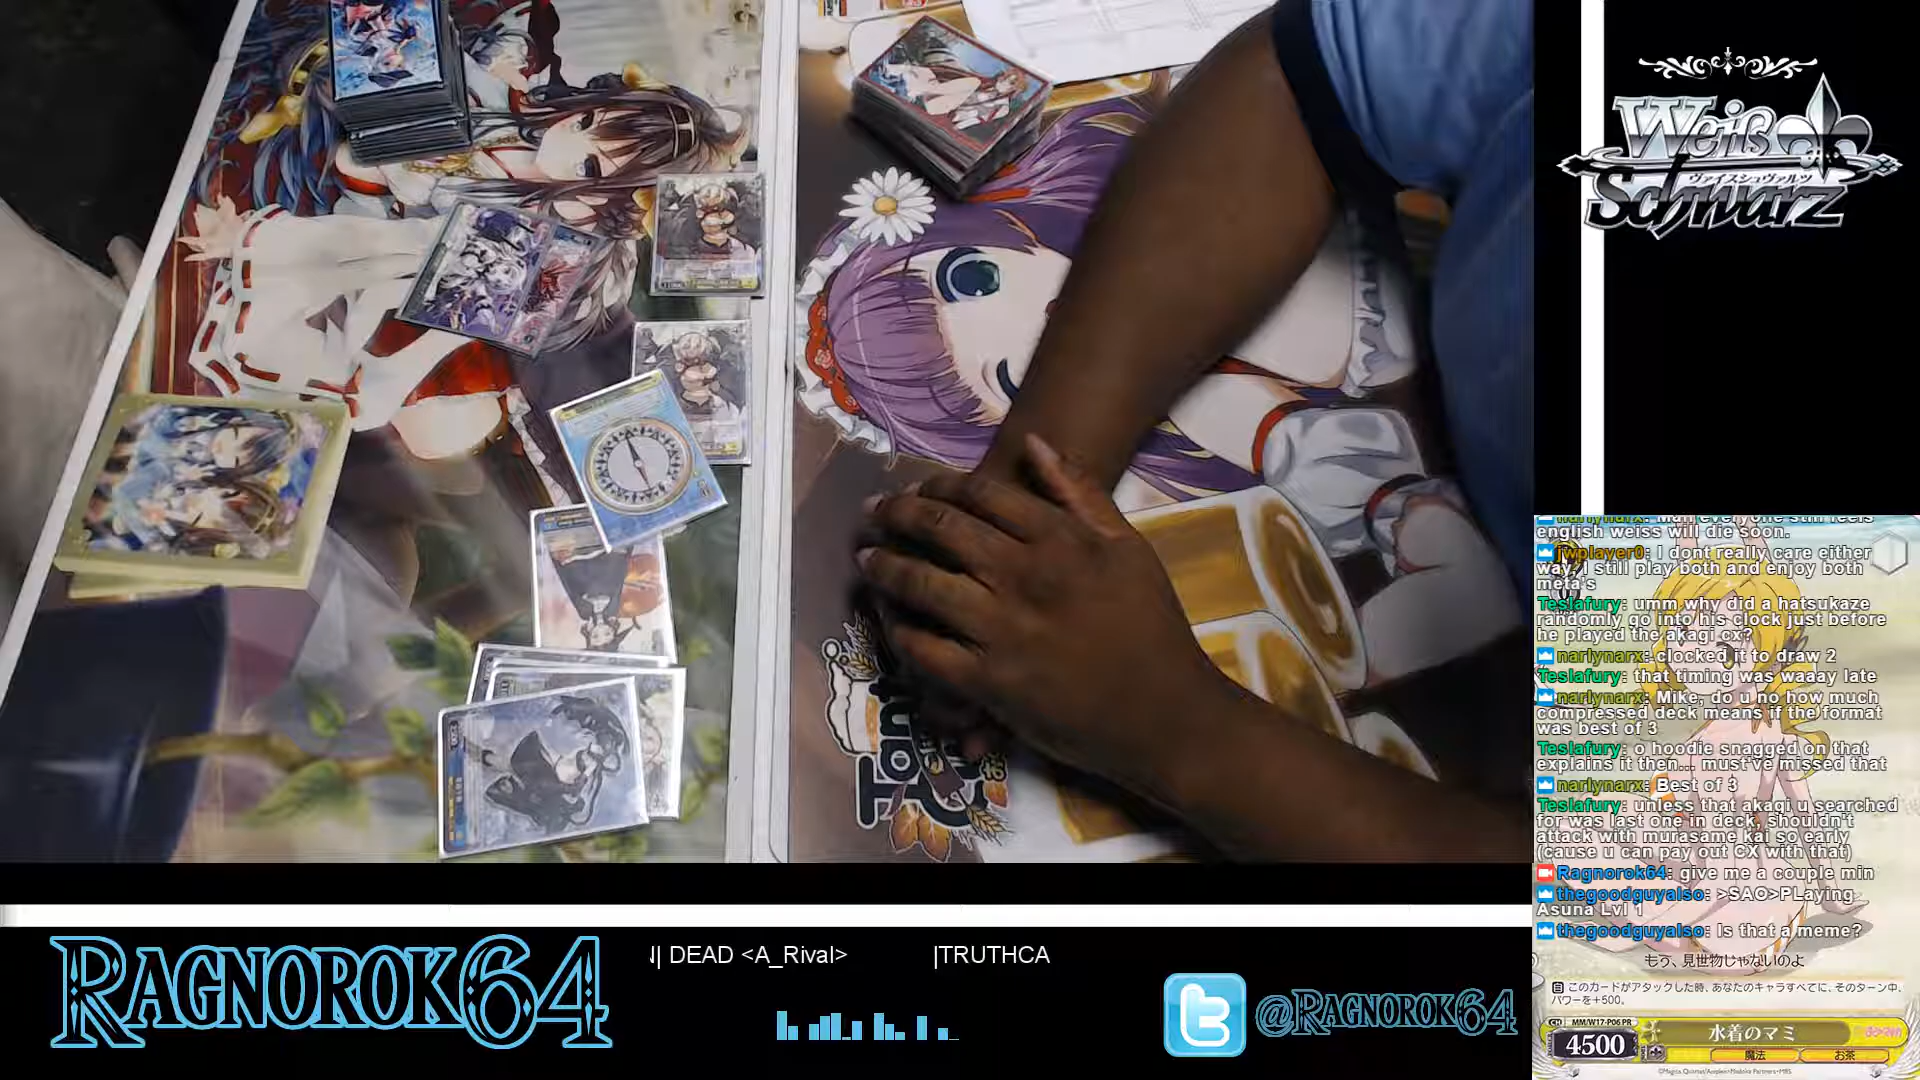 Weiß
ヴァイスシュヴァルツ
Schwarz
narlynarx: Man everyone still feels
english weiss will die soon.
jwplayer0: I dont really care either
way, I still play both and enjoy both
meta's
Teslafury: umm why did a hatsukaze
randomly go into his clock just before
he played the akagi cx?
narlynarx: clocked it to draw 2
Teslafury: that timing was waaay late
narlynarx: Mike, do u no how much
compressed deck means if the format
was best of 3
Teslafury: o hoodie snagged on that
explains it then... must've missed that
narlynarx: Best of 3
Teslafury: unless that akagi u searched
for was last one in deck, shouldn't
attack with murasame kai so early
(cause u can pay out CX with that)
Ragnorok64: give me a couple min
thegoodguyalso: >SAO>PLaying
Asuna Lvl 1
thegoodguyalso: Is that a meme?
もう、見世物じゃないのよ
このカードがアタックした時、あなたのキャラすべてに、そのターン中、
パワーを+500。
MM/W17-P06 PR
水着のマミ
4500
魔法
お茶
RAGNOROK64
DEAD <A_Rival>
|TRUTHCA
@RAGNOROK64